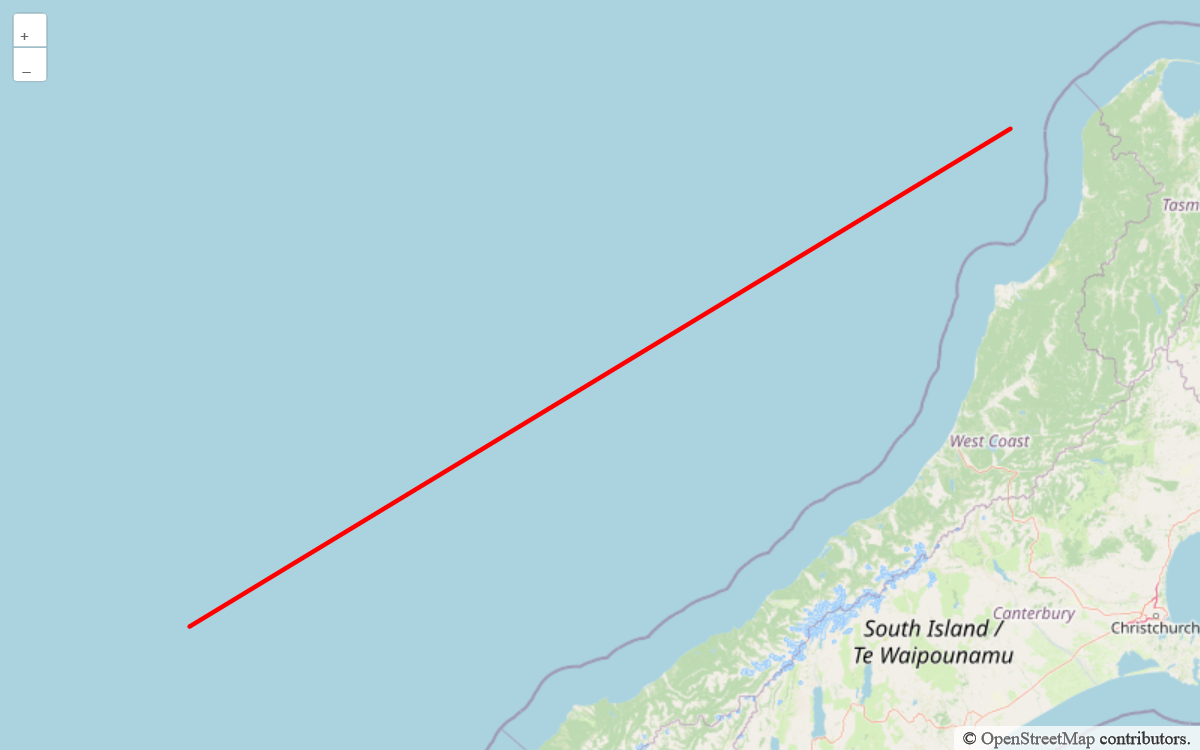 +
–
Tasm
West Coast
Canterbury
South Island /
Te Waipounamu
Christchurch
© OpenStreetMap contributors.